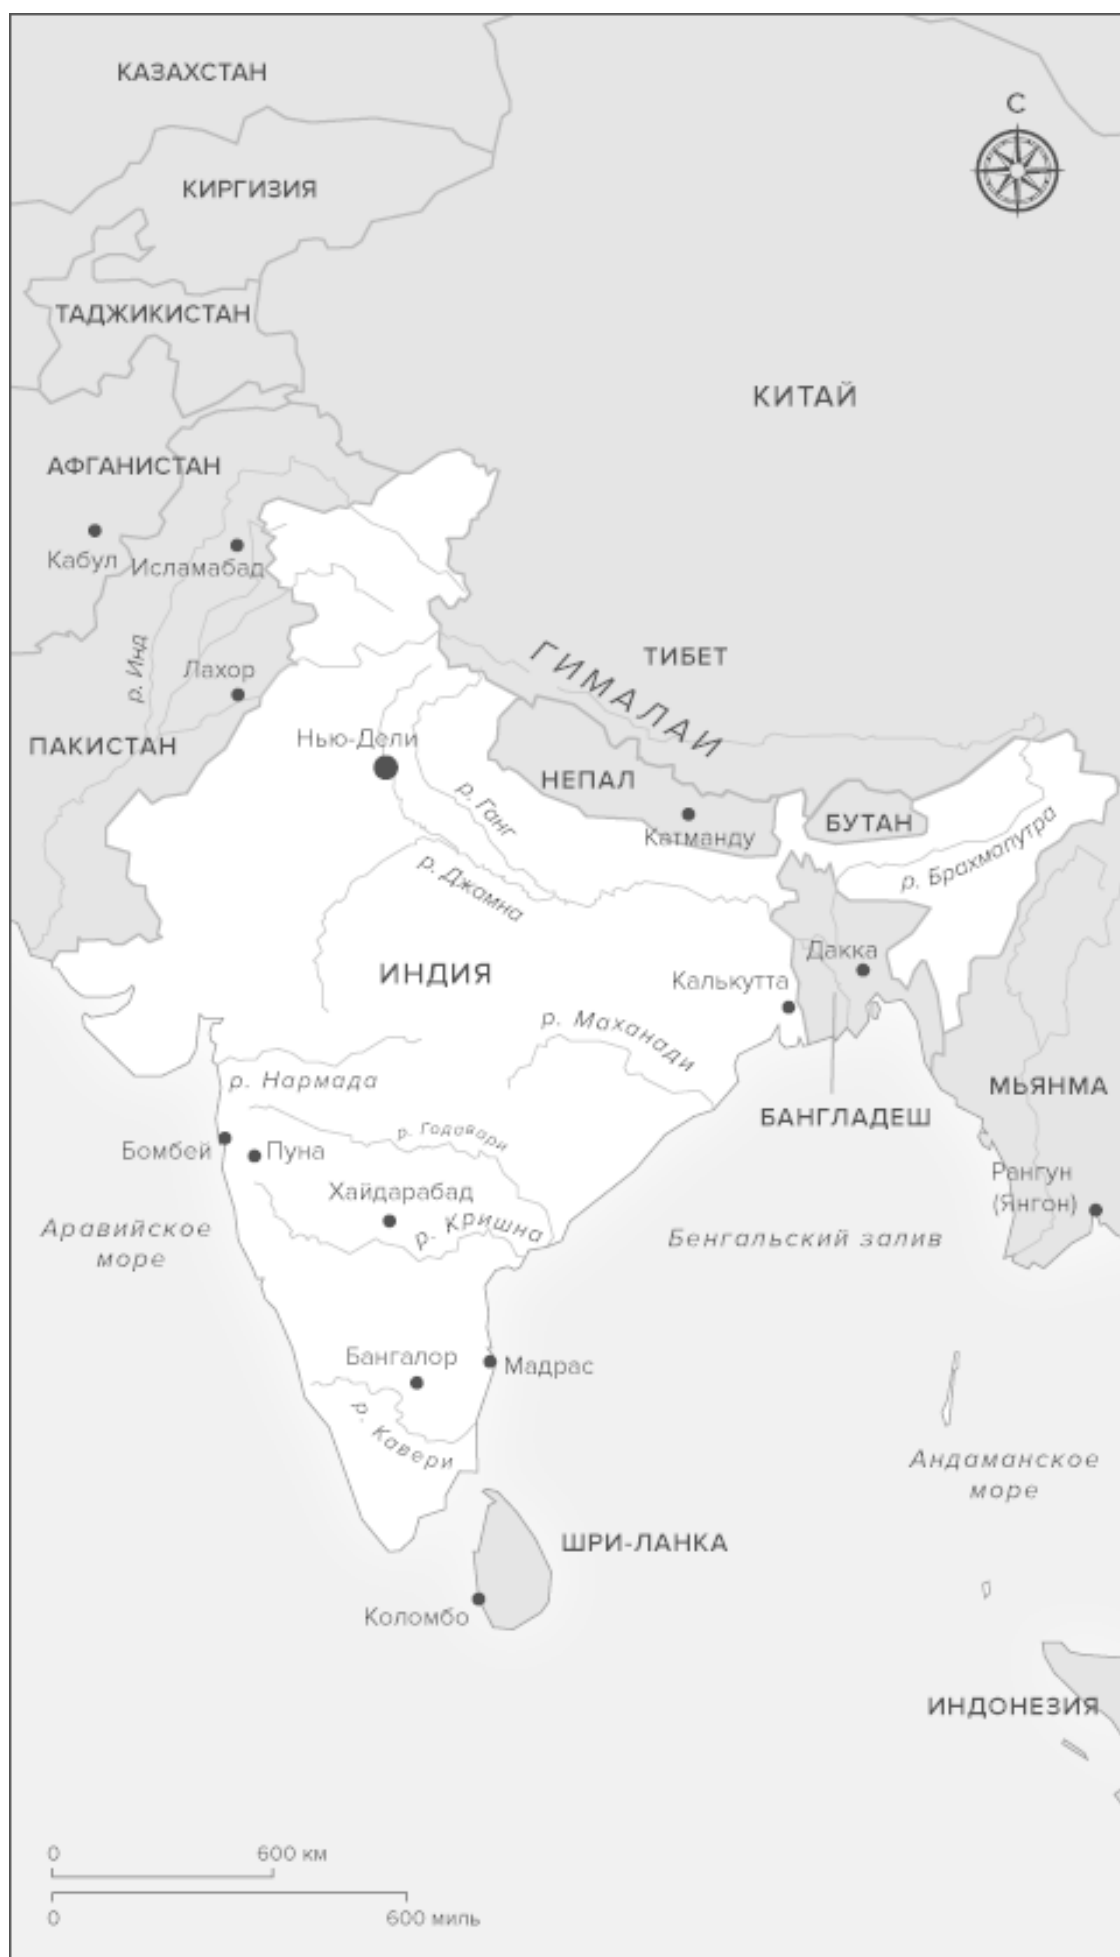 КАЗАХСТАН
С
КИРГИЗИЯ
ТАДЖИКИСТАН
КИТАЙ
АФГАНИСТАН
Кабул
Исламабад
р. Инд
ТИБЕТ
ГИМАЛАИ
Лахор
ПАКИСТАН
Нью-Дели
НЕПАЛ
р. Ганг
Катманду
БУТАН
р. Брахмапутра
р. Джамна
Дакка
ИНДИЯ
Калькутта
р. Маханади
р. Нармада
МЬЯНМА
БАНГЛАДЕШ
р. Годовари
Бомбей
Пуна
Рангун
(Янгон)
Хайдарабад
р. Кришна
Аравийское
море
Бенгальский залив
Бангалор
Мадрас
р. Кавери
Андаманское
море
ШРИ-ЛАНКА
Коломбо
ИНДОНЕЗИЯ
0 600 км
0 600 миль